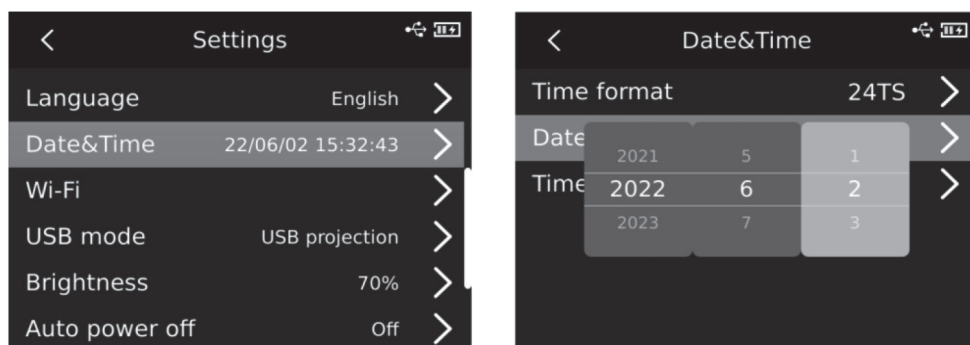 Settings
Language English
Date&Time 22/06/02 15:32:43
Wi-Fi
USB mode USB projection
Brightness 70%
Auto power off Off
Date&Time
Time format 24TS
Date
2021 5 1
Time 2022 6 2
2023 7 3